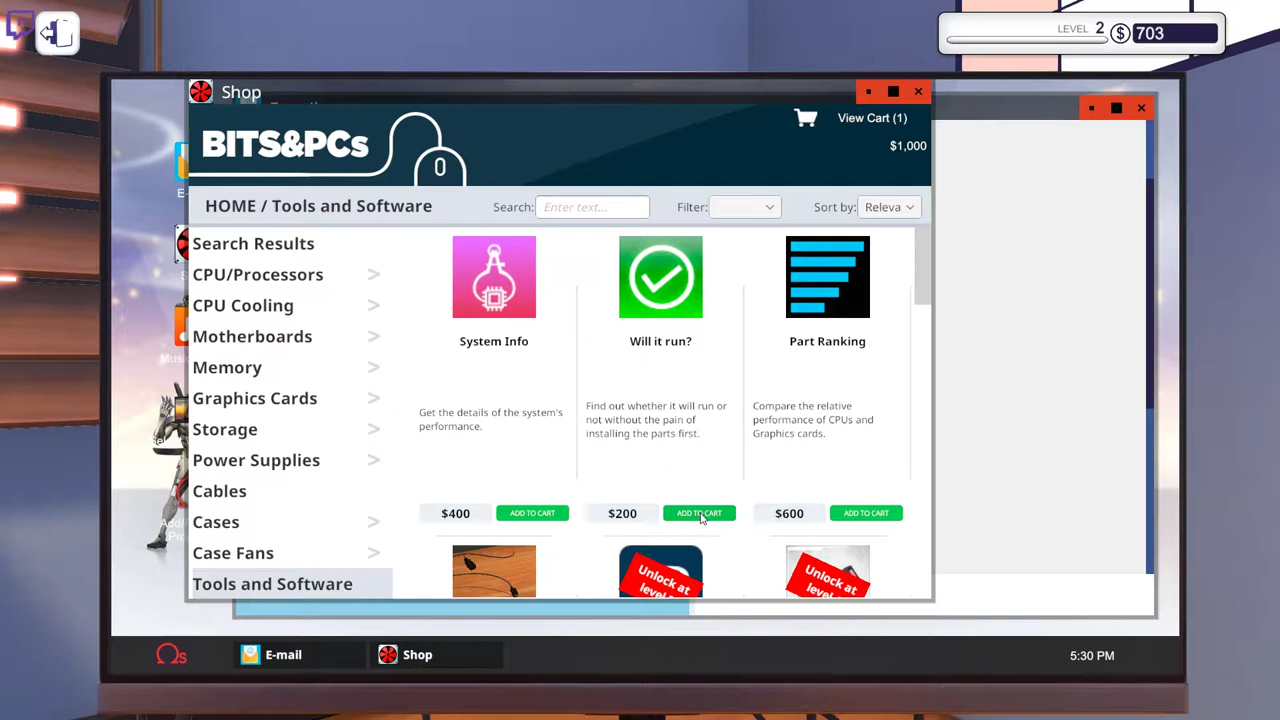 LEVEL 2
$ 703
Shop
BITS&PCs
View Cart (1)
$1,000
HOME / Tools and Software
Search: Enter text...
Filter:
Sort by: Releva
Search Results
CPU/Processors >
CPU Cooling >
Motherboards >
Memory >
Graphics Cards >
Storage >
Power Supplies >
Cables
Cases >
Case Fans >
Tools and Software
System Info
Get the details of the system's
performance.
$400 ADD TO CART
Will it run?
Find out whether it will run or
not without the pain of
installing the parts first.
$200 ADD TO CART
Part Ranking
Compare the relative
performance of CPUs and
Graphics cards.
$600 ADD TO CART
Unlock at
Unlock at
E-mail
Shop
5:30 PM